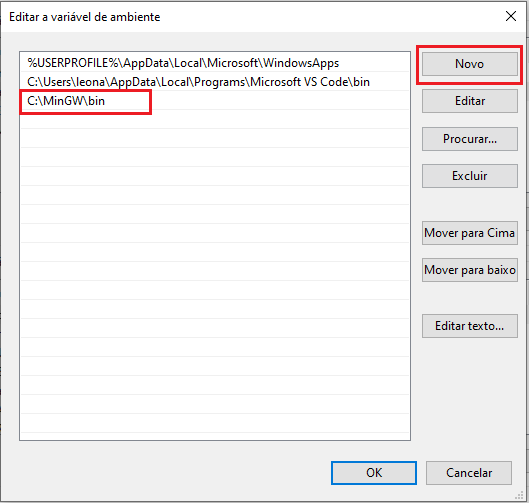 Editar a variável de ambiente
%USERPROFILE%\AppData\Local\Microsoft\WindowsApps
C:\Users\leona\AppData\Local\Programs\Microsoft VS Code\bin
C:\MinGW\bin
Novo
Editar
Procurar...
Excluir
Mover para Cima
Mover para baixo
Editar texto...
OK
Cancelar